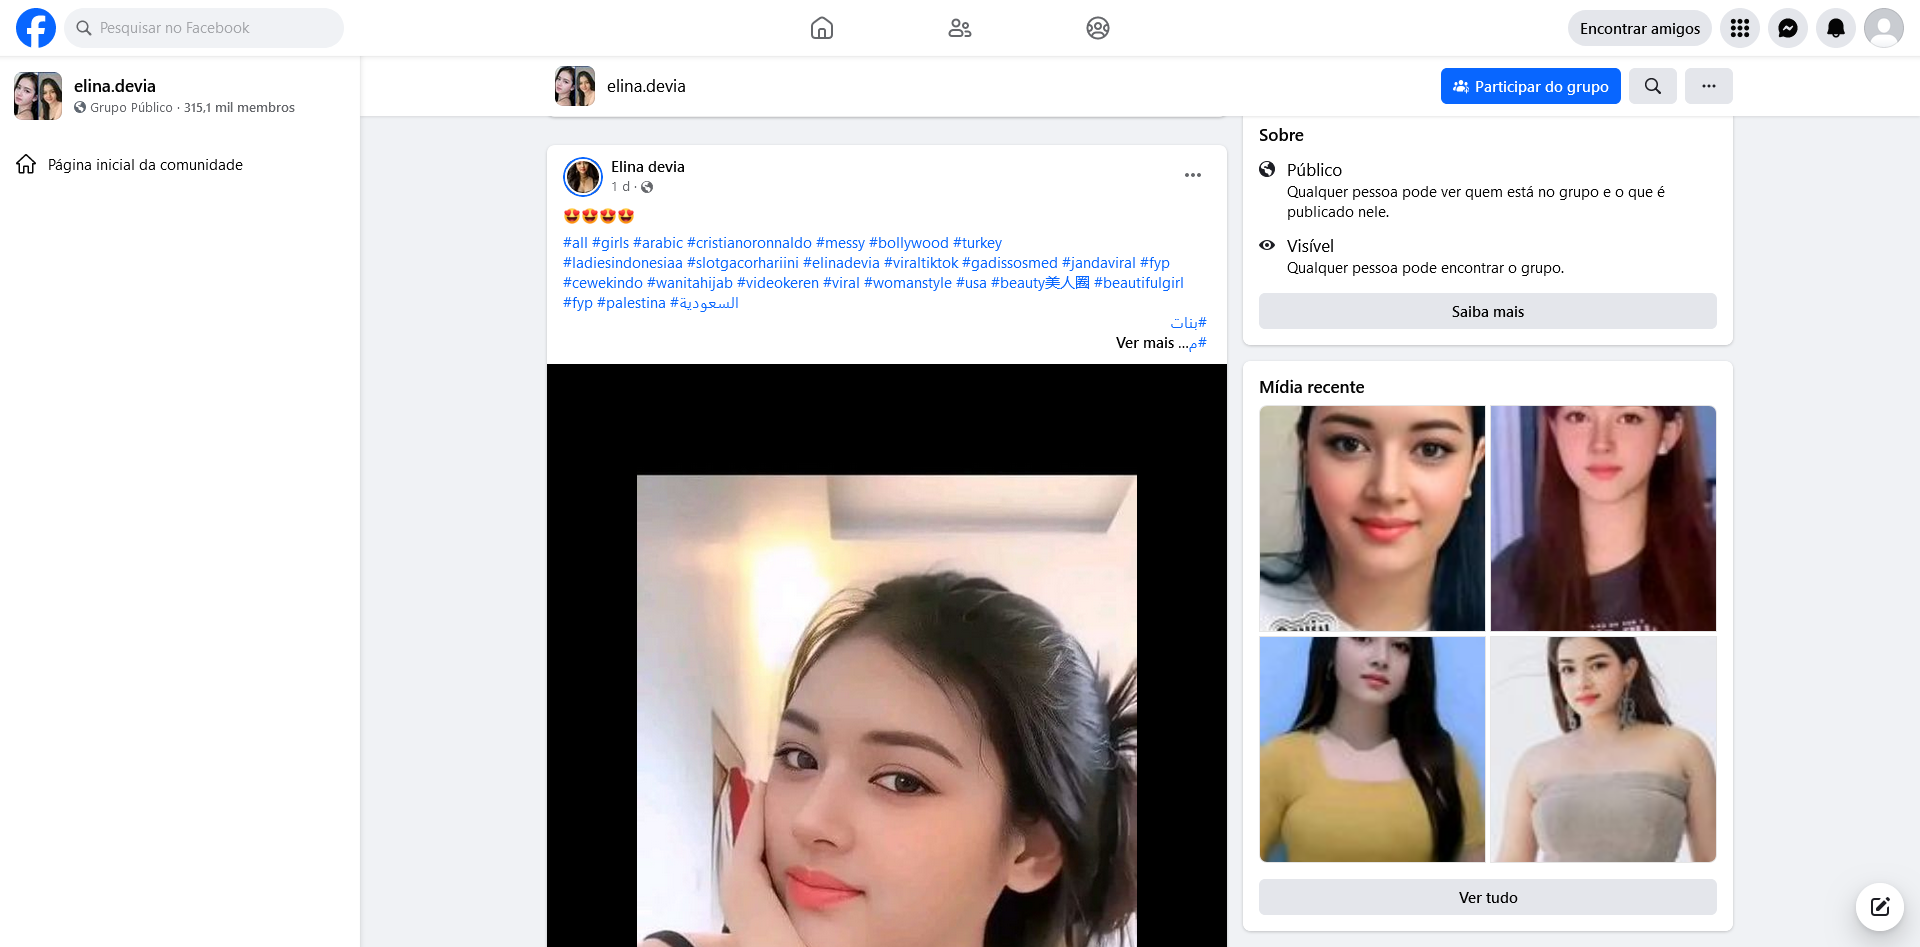 Pesquisar no Facebook
Encontrar amigos
elina.devia
Grupo Público · 315,1 mil membros
Página inicial da comunidade
elina.devia
Participar do grupo
Elina devia
1 d ·
😍😍😍😍
#all #girls #arabic #cristianoronnaldo #messy #bollywood #turkey
#ladiesindonesiaa #slotgacorhariini #elinadevia #viraltiktok #gadissosmed #jandaviral #fyp
#cewekindo #wanitahijab #videokeren #viral #womanstyle #usa #beauty美人圈 #beautifulgirl
#fyp #palestina #السعودية
#بنات
#م... Ver mais
Sobre
Público
Qualquer pessoa pode ver quem está no grupo e o que é
publicado nele.
Visível
Qualquer pessoa pode encontrar o grupo.
Saiba mais
Mídia recente
Ver tudo